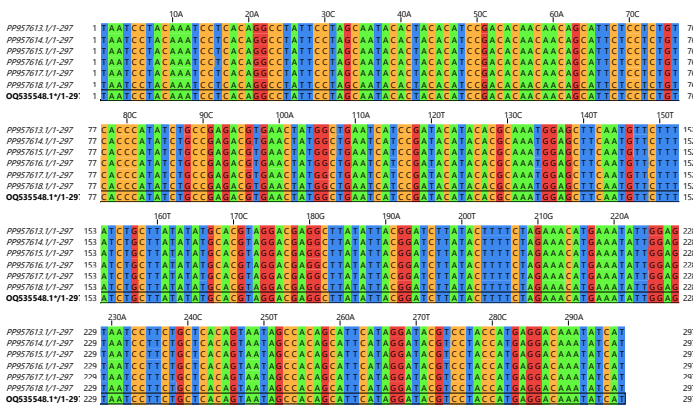 10A 20A 30C 40A 50C 60A 70C
PP957613.1/1-297 1 TAATCCTACAAATCCTCACAGGCCTATTCCTAGCAATACACTACACATCCGACACAACAACAGCATTCTCCTCTGT 76
PP957614.1/1-297 1 TAATCCTACAAATCCTCACAGGCCTATTCCTAGCAATACACTACACATCCGACACAACAACAGCATTCTCCTCTGT 76
PP957615.1/1-297 1 TAATCCTACAAATCCTCACAGGCCTATTCCTAGCAATACACTACACATCCGACACAACAACAGCATTCTCCTCTGT 76
PP957616.1/1-297 1 TAATCCTACAAATCCTCACAGGCCTATTCCTAGCAATACACTACACATCCGACACAACAACAGCATTCTCCTCTGT 76
PP957617.1/1-297 1 TAATCCTACAAATCCTCACAGGCCTATTCCTAGCAATACACTACACATCCGACACAACAACAGCATTCTCCTCTGT 76
PP957618.1/1-297 1 TAATCCTACAAATCCTCACAGGCCTATTCCTAGCAATACACTACACATCCGACACAACAACAGCATTCTCCTCTGT 76
OQ535548.1*/1-297 1 TAATCCTACAAATCCTCACAGGCCTATTCCTAGCAATACACTACACATCCGACACAACAACAGCATTCTCCTCTGT 76
80C 90C 100A 110A 120T 130C 140T 150T
PP957613.1/1-297 77 CACCCATATCTGCCGAGACGTGAACTATGGCTGAATCATCCGATACATACACGCAAATGGAGCTTCAATGTTCTTT 152
PP957614.1/1-297 77 CACCCATATCTGCCGAGACGTGAACTATGGCTGAATCATCCGATACATACACGCAAATGGAGCTTCAATGTTCTTT 152
PP957615.1/1-297 77 CACCCATATCTGCCGAGACGTGAACTATGGCTGAATCATCCGATACATACACGCAAATGGAGCTTCAATGTTCTTT 152
PP957616.1/1-297 77 CACCCATATCTGCCGAGACGTGAACTATGGCTGAATCATCCGATACATACACGCAAATGGAGCTTCAATGTTCTTT 152
PP957617.1/1-297 77 CACCCATATCTGCCGAGACGTGAACTATGGCTGAATCATCCGATACATACACGCAAATGGAGCTTCAATGTTCTTT 152
PP957618.1/1-297 77 CACCCATATCTGCCGAGACGTGAACTATGGCTGAATCATCCGATACATACACGCAAATGGAGCTTCAATGTTCTTT 152
OQ535548.1*/1-297 77 CACCCATATCTGCCGAGACGTGAACTATGGCTGAATCATCCGATACATACACGCAAATGGAGCTTCAATGTTCTTT 152
160T 170C 180G 190A 200T 210G 220A
PP957613.1/1-297 153 ATCTGCTTATATATGCACGTAGGACGAGGCTTATATTACGGATCTTATACTTTTCTAGAAACATGAAATATTGGAG 228
PP957614.1/1-297 153 ATCTGCTTATATATGCACGTAGGACGAGGCTTATATTACGGATCTTATACTTTTCTAGAAACATGAAATATTGGAG 228
PP957615.1/1-297 153 ATCTGCTTATATATGCACGTAGGACGAGGCTTATATTACGGATCTTATACTTTTCTAGAAACATGAAATATTGGAG 228
PP957616.1/1-297 153 ATCTGCTTATATATGCACGTAGGACGAGGCTTATATTACGGATCTTATACTTTTCTAGAAACATGAAATATTGGAG 228
PP957617.1/1-297 153 ATCTGCTTATATATGCACGTAGGACGAGGCTTATATTACGGATCTTATACTTTTCTAGAAACATGAAATATTGGAG 228
PP957618.1/1-297 153 ATCTGCTTATATATGCACGTAGGACGAGGCTTATATTACGGATCTTATACTTTTCTAGAAACATGAAATATTGGAG 228
OQ535548.1*/1-297 153 ATCTGCTTATATATGCACGTAGGACGAGGCTTATATTACGGATCTTATACTTTTCTAGAAACATGAAATATTGGAG 228
230A 240C 250T 260A 270T 280C 290A
PP957613.1/1-297 229 TAATCCTTCTGCTCACAGTAATAGCCACAGCATTCATAGGATACGTCCTACCATGAGGACAAATATCAT 297
PP957614.1/1-297 229 TAATCCTTCTGCTCACAGTAATAGCCACAGCATTCATAGGATACGTCCTACCATGAGGACAAATATCAT 297
PP957615.1/1-297 229 TAATCCTTCTGCTCACAGTAATAGCCACAGCATTCATAGGATACGTCCTACCATGAGGACAAATATCAT 297
PP957616.1/1-297 229 TAATCCTTCTGCTCACAGTAATAGCCACAGCATTCATAGGATACGTCCTACCATGAGGACAAATATCAT 297
PP957617.1/1-297 229 TAATCCTTCTGCTCACAGTAATAGCCACAGCATTCATAGGATACGTCCTACCATGAGGACAAATATCAT 297
PP957618.1/1-297 229 TAATCCTTCTGCTCACAGTAATAGCCACAGCATTCATAGGATACGTCCTACCATGAGGACAAATATCAT 297
OQ535548.1*/1-297 229 TAATCCTTCTGCTCACAGTAATAGCCACAGCATTCATAGGATACGTCCTACCATGAGGACAAATATCAT 297